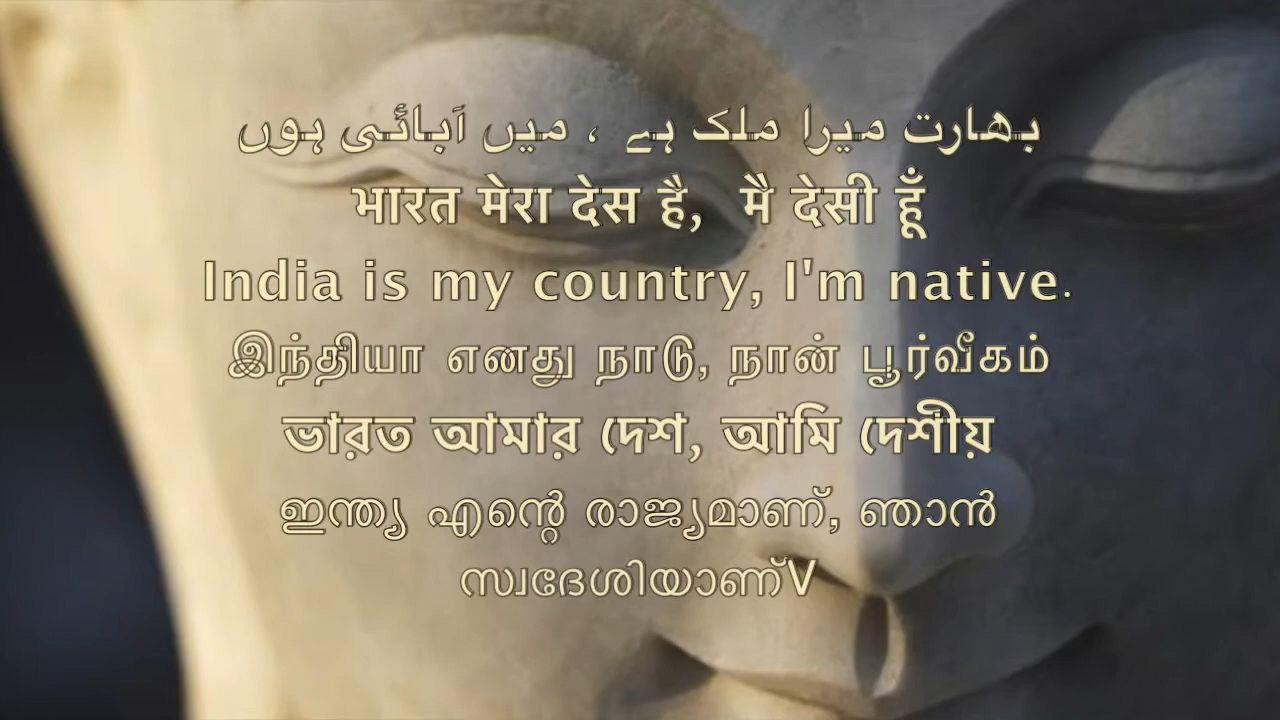 بھارت میرا ملک ہے ، میں آبائی ہوں
भारत मेरा देस है, मै देसी हूँ
India is my country, I'm native.
இந்தியா எனது நாடு, நான் பூர்வீகம்
ভারত আমার দেশ, আমি দেশীয়
ഇന്ത്യ എന്റെ രാജ്യമാണ്, ഞാൻ
സ്വദേശിയാണ്V